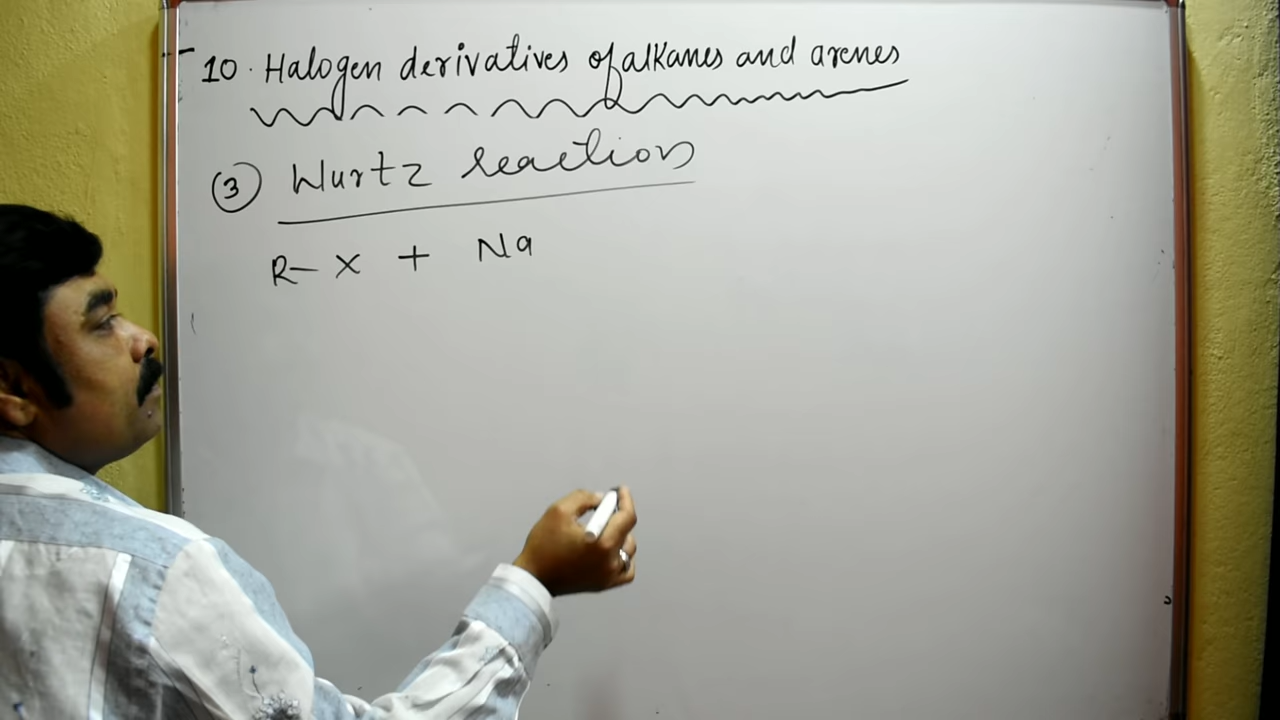 10. Halogen derivatives of alkanes and arenes
③ Wurtz reaction
R- X + Na